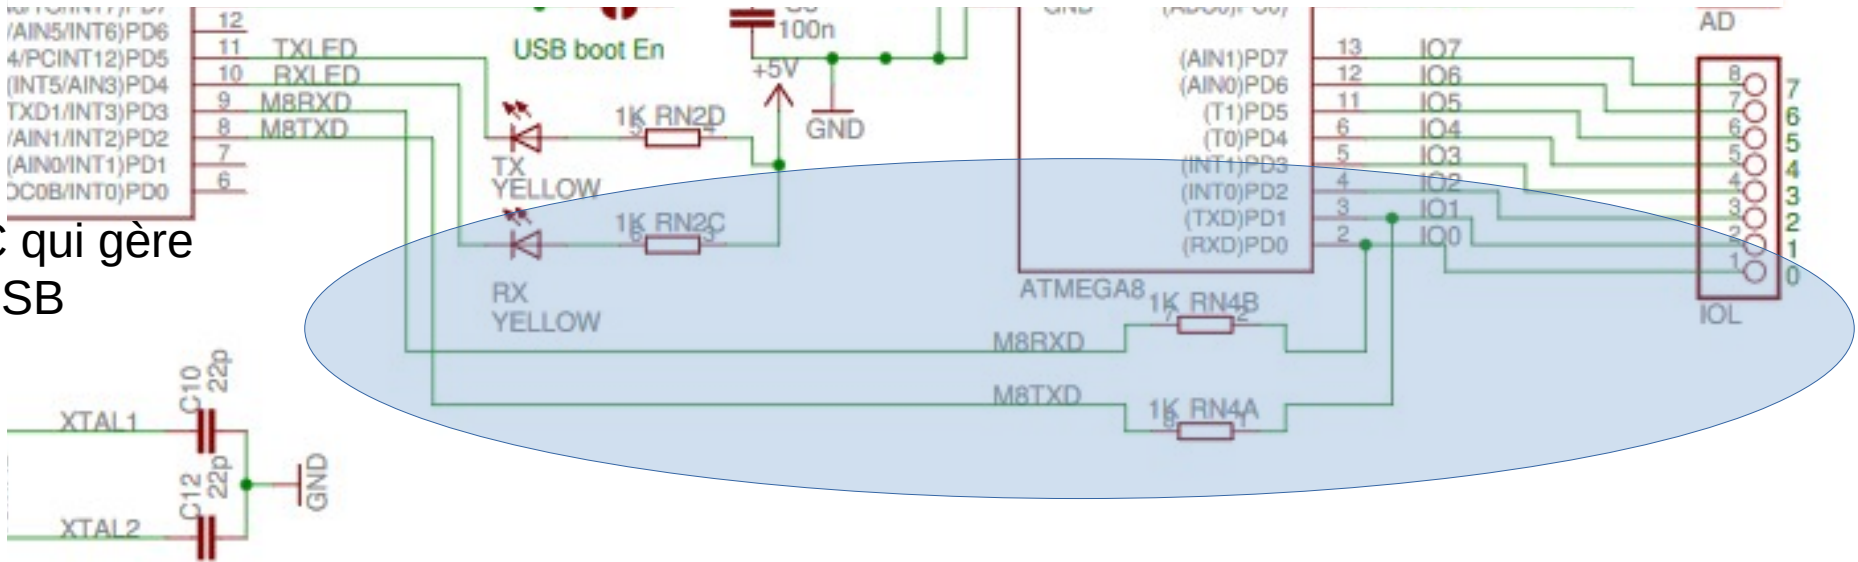 /AIN5/INT6)PD6
4/PCINT12)PD5
(INT5/AIN3)PD4
TXD1/INT3)PD3
/AIN1/INT2)PD2
(AIN0/INT1)PD1
OC0B/INT0)PD0
12
11
10
9
8
7
6
TXLED
RXLED
M8RXD
M8TXD
USB boot En
100n
+5V
GND
1K RN2D
5 4
TX
YELLOW
1K RN2C
6 3
RX
YELLOW
C qui gère
SB
GND
(AIN1)PD7
(AIN0)PD6
(T1)PD5
(T0)PD4
(INT1)PD3
(INT0)PD2
(TXD)PD1
(RXD)PD0
13
12
11
6
5
4
3
2
IO7
IO6
IO5
IO4
IO3
IO2
IO1
IO0
ATMEGA8
AD
8 7
7 6
6 5
5 4
4 3
3 2
2 1
1 0
IOL
M8RXD
1K RN4B
7 2
M8TXD
1K RN4A
8 1
XTAL1
C10
22p
XTAL2
C12
22p
GND